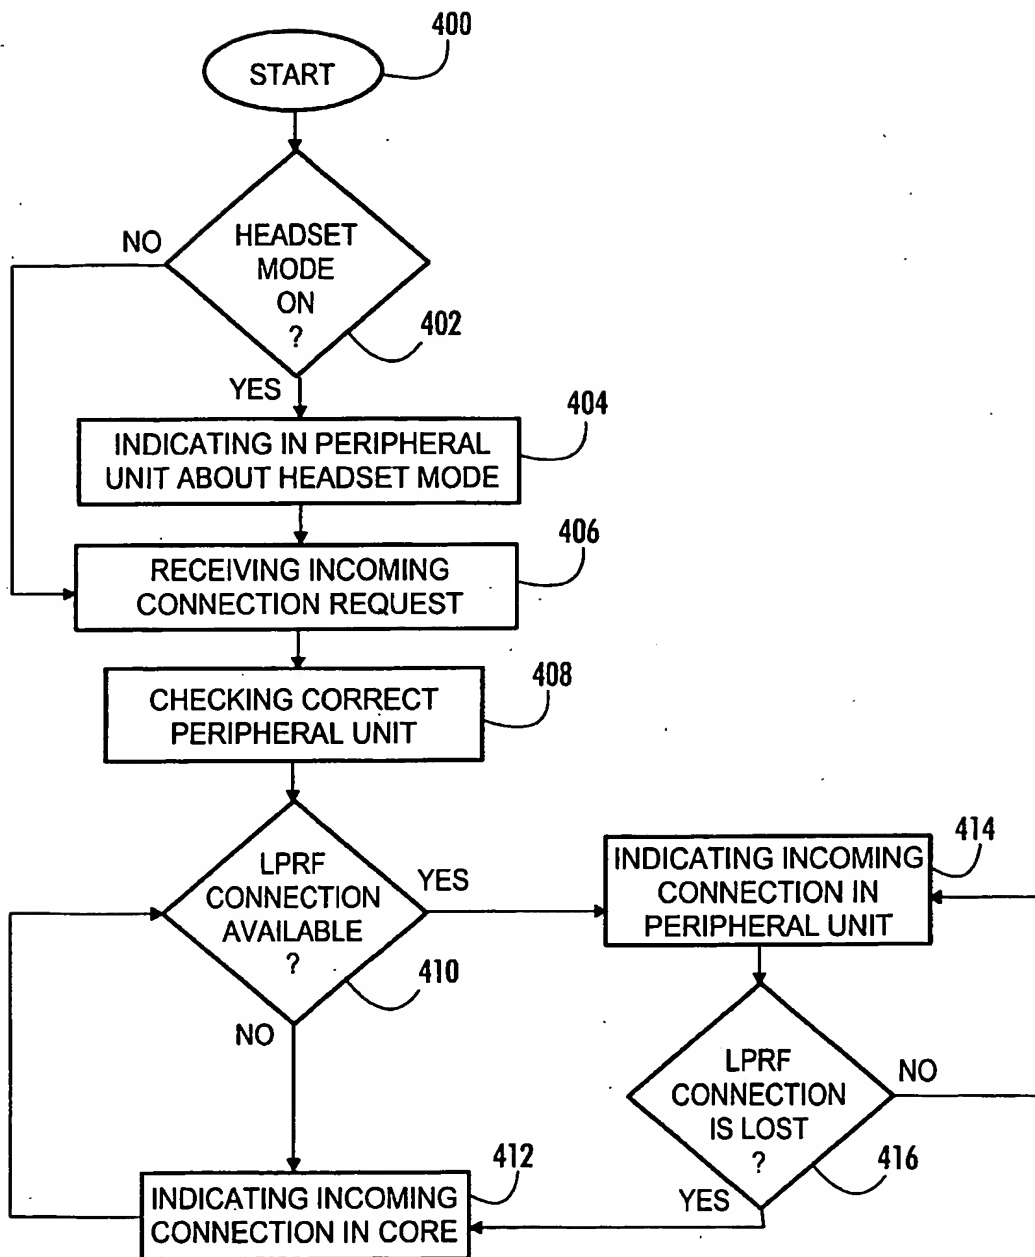 400
START
NO
HEADSET
MODE
ON
?
402
YES
404
INDICATING IN PERIPHERAL
UNIT ABOUT HEADSET MODE
406
RECEIVING INCOMING
CONNECTION REQUEST
408
CHECKING CORRECT
PERIPHERAL UNIT
LPRF
CONNECTION
AVAILABLE
?
YES
410
NO
414
INDICATING INCOMING
CONNECTION IN
PERIPHERAL UNIT
LPRF
CONNECTION
IS LOST
?
NO
416
YES
412
INDICATING INCOMING
CONNECTION IN CORE